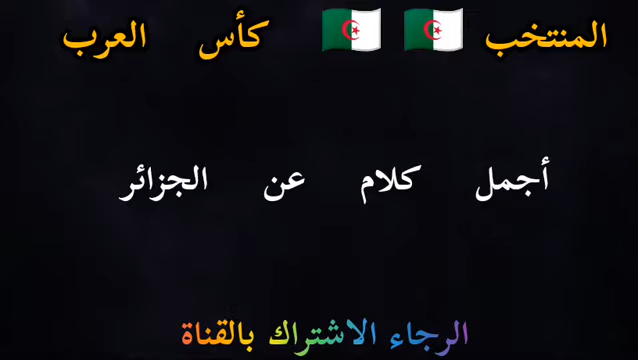 المنتخب 🇩🇿 🇩🇿 كأس العرب
أجمل كلام عن الجزائر
الرجاء الاشتراك بالقناة